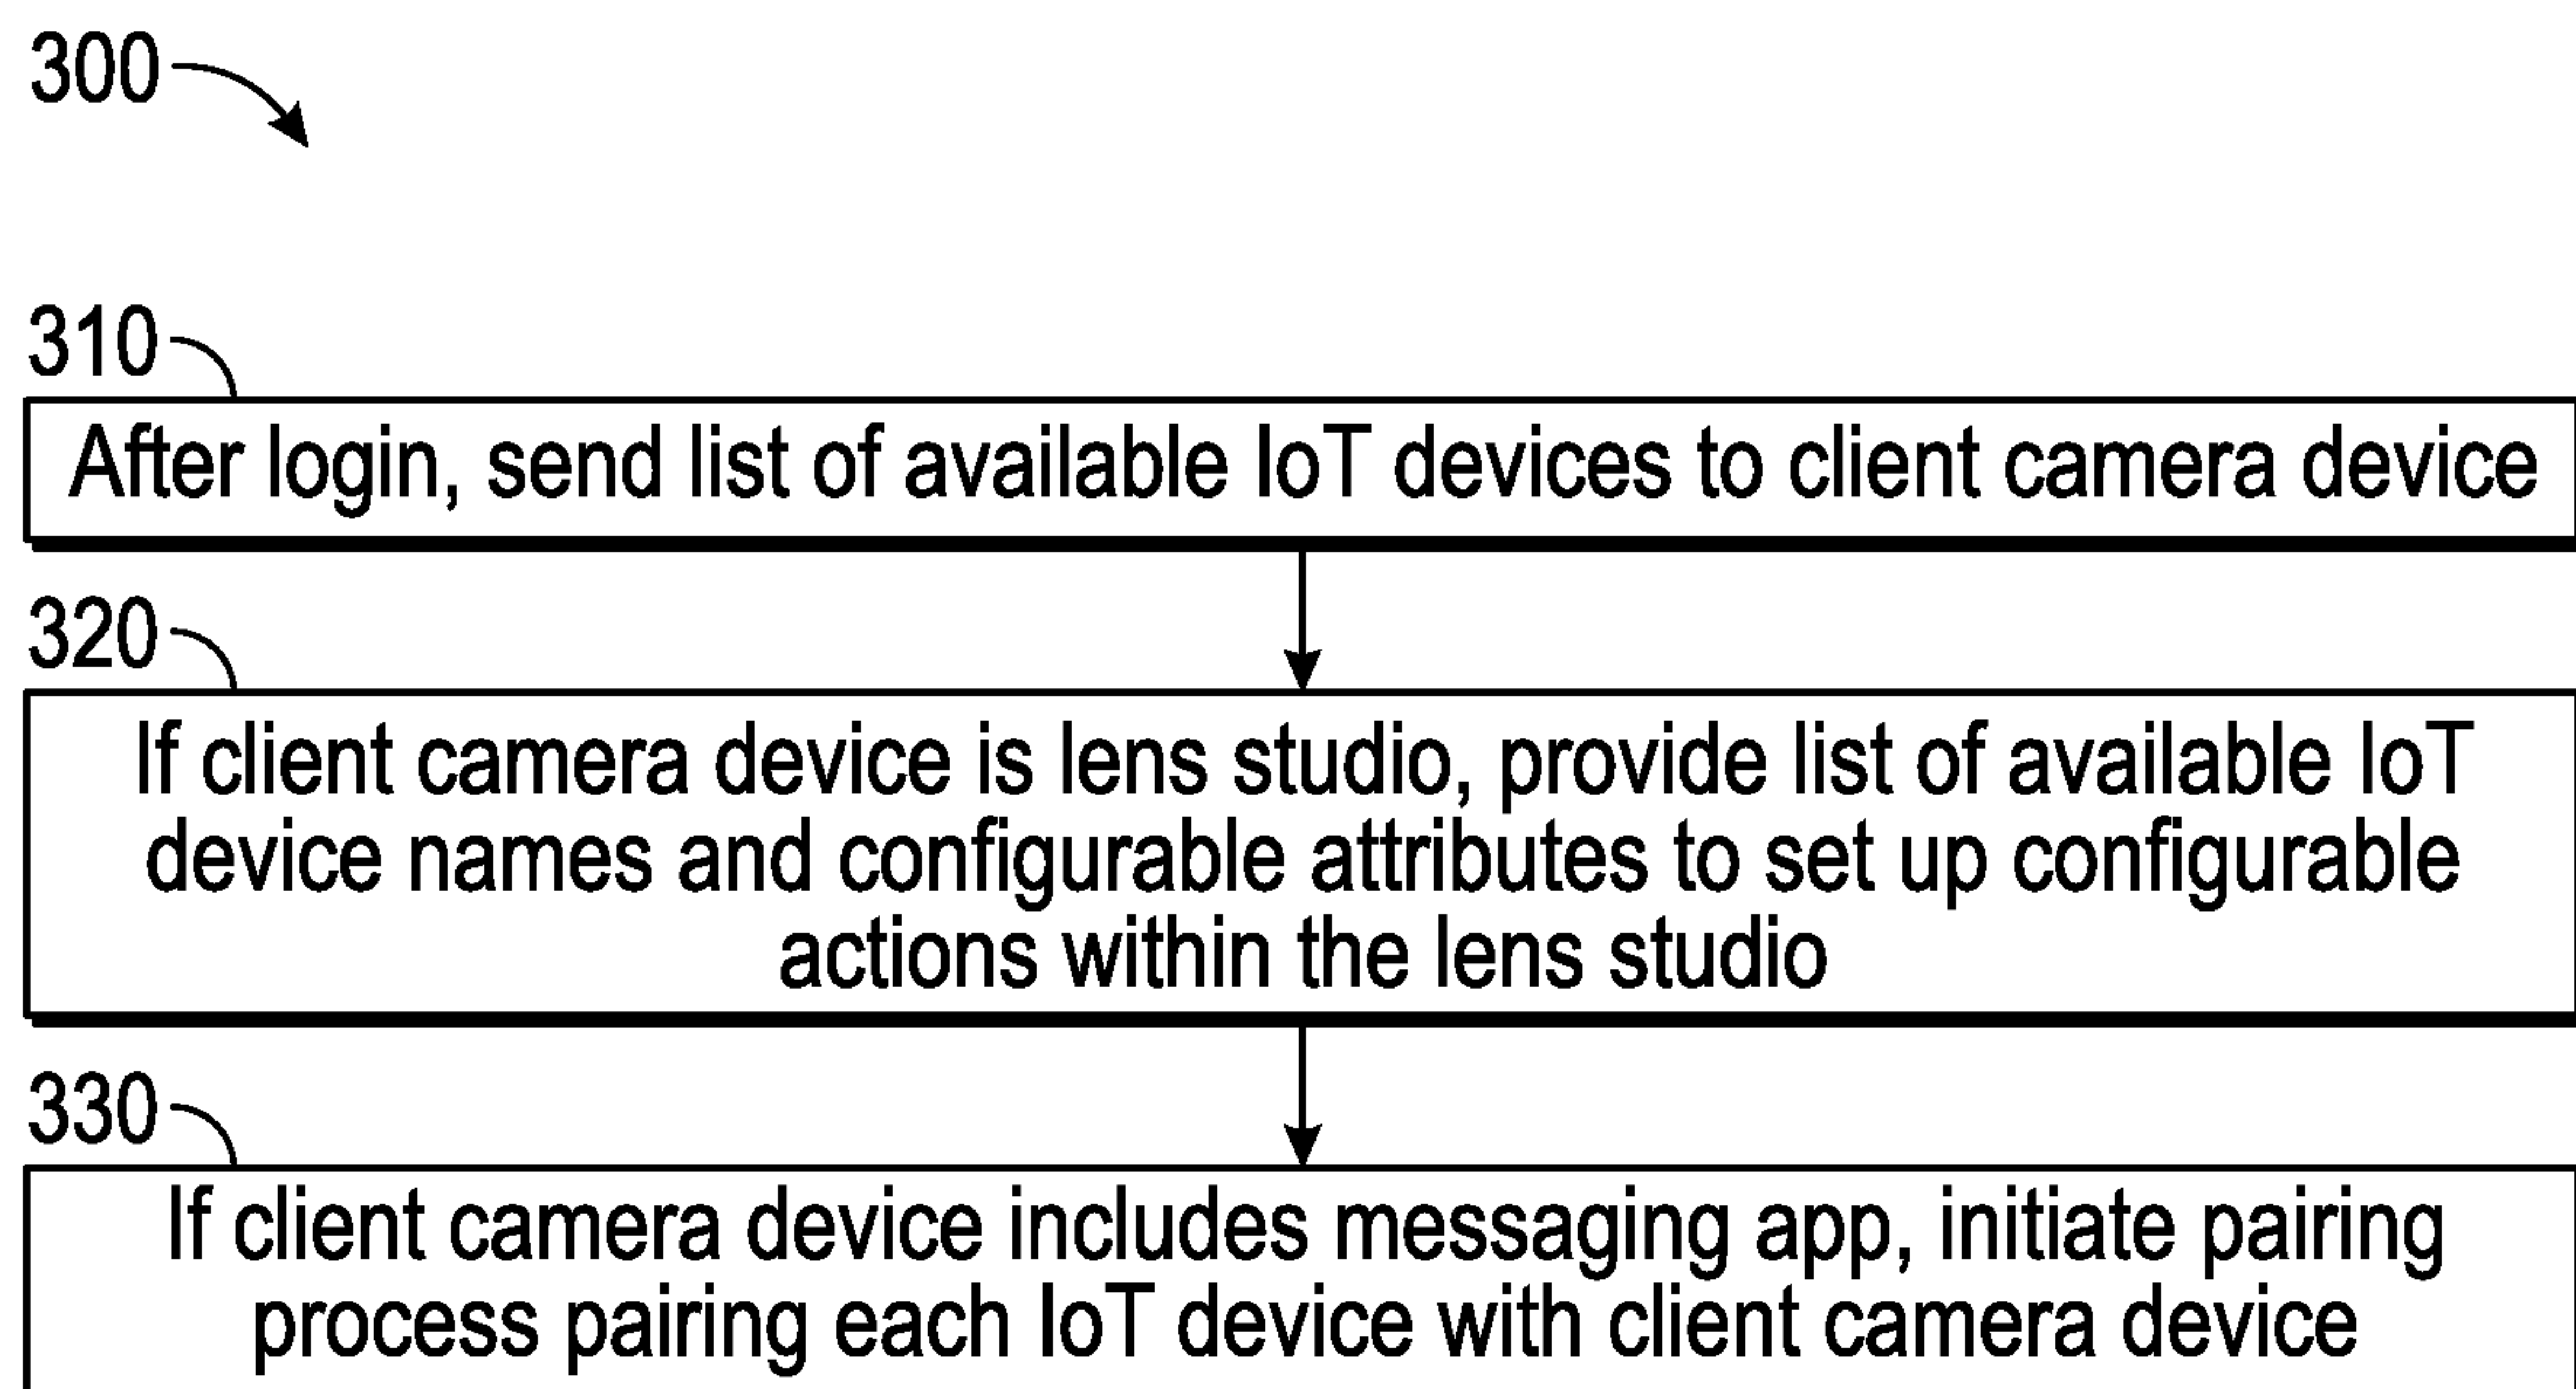 300
310
After login, send list of available IoT devices to client camera device
320
If client camera device is lens studio, provide list of available IoT
device names and configurable attributes to set up configurable
actions within the lens studio
330
If client camera device includes messaging app, initiate pairing
process pairing each IoT device with client camera device